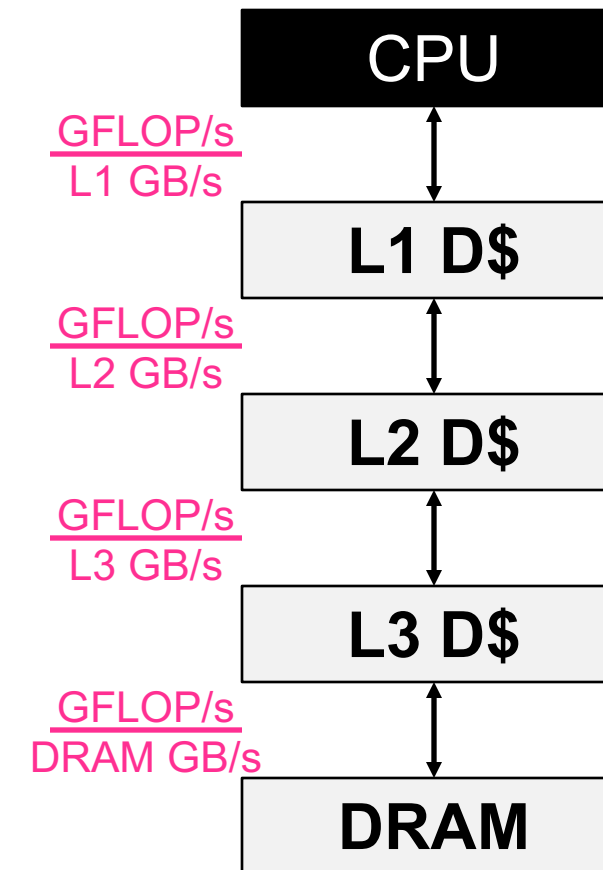 CPU
GFLOP/s
L1 GB/s
L1 D$
GFLOP/s
L2 GB/s
L2 D$
GFLOP/s
L3 GB/s
L3 D$
GFLOP/s
DRAM GB/s
DRAM